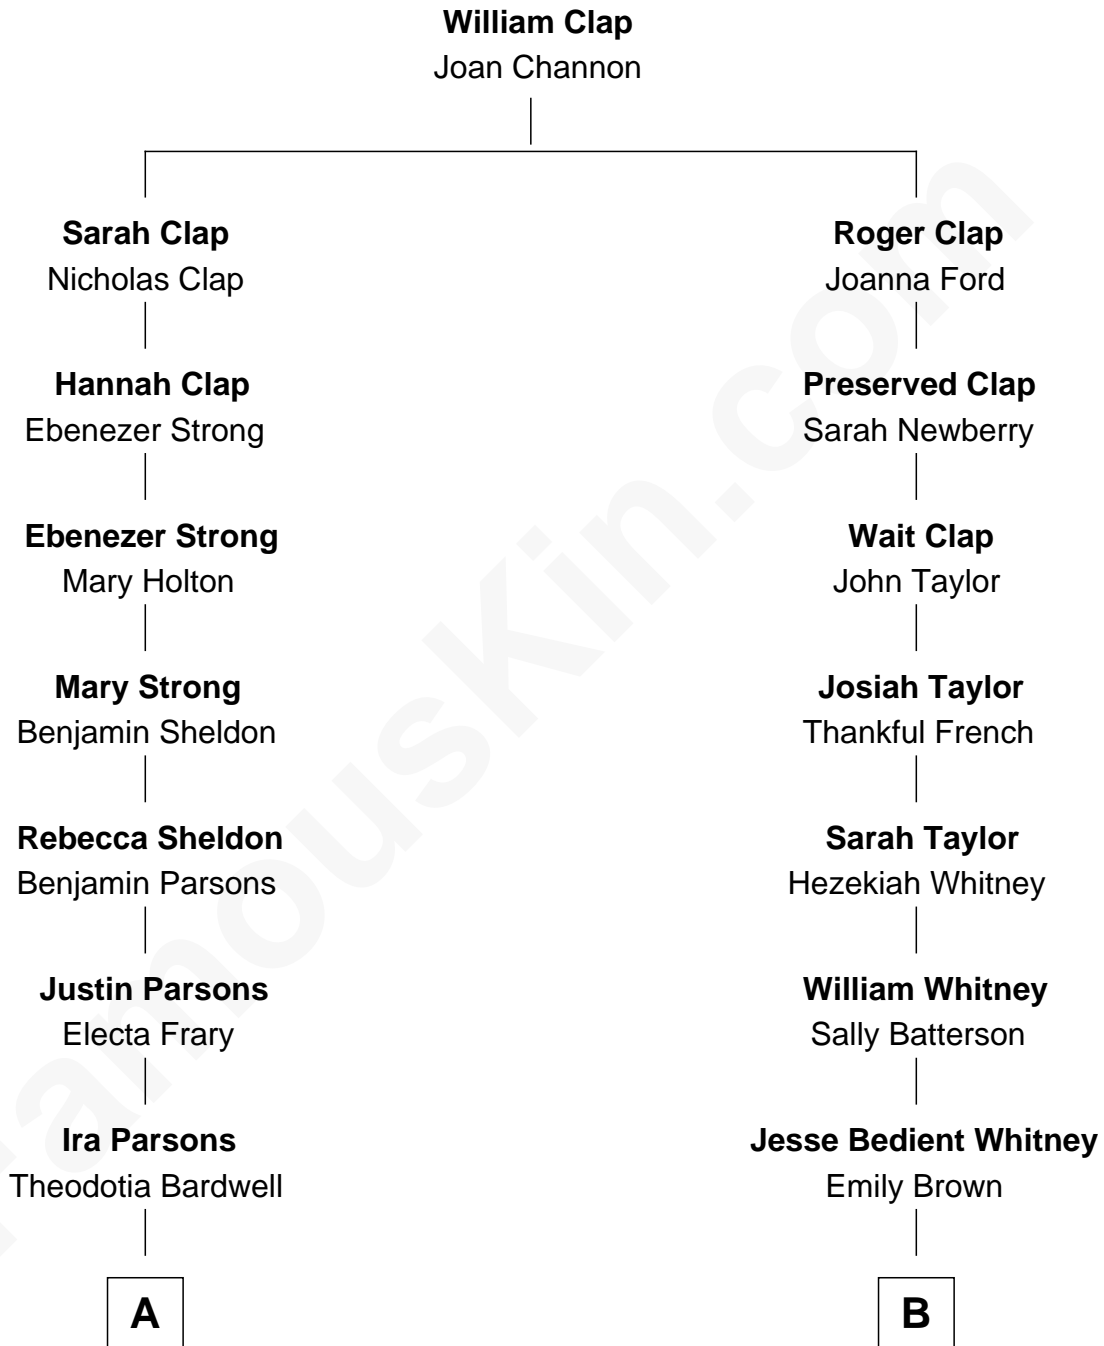 William Clap
Joan Channon
Sarah Clap
Nicholas Clap
Hannah Clap
Ebenezer Strong
Ebenezer Strong
Mary Holton
Mary Strong
Benjamin Sheldon
Rebecca Sheldon
Benjamin Parsons
Justin Parsons
Electa Frary
Ira Parsons
Theodotia Bardwell
A
Roger Clap
Joanna Ford
Preserved Clap
Sarah Newberry
Wait Clap
John Taylor
Josiah Taylor
Thankful French
Sarah Taylor
Hezekiah Whitney
William Whitney
Sally Batterson
Jesse Bedient Whitney
Emily Brown
B
FamousKin.com